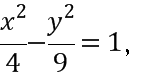 x²/4 − y²/9 = 1,